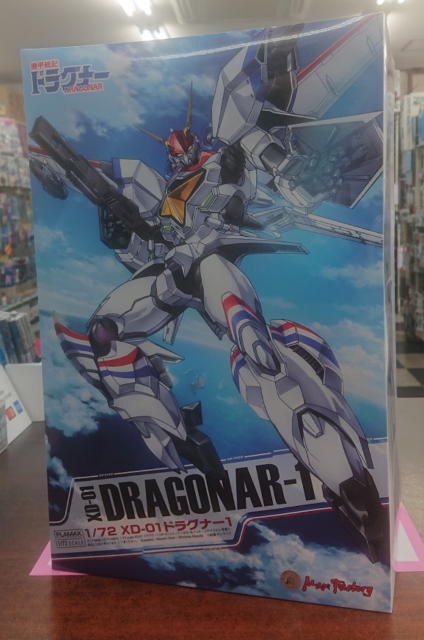 機甲戦記
ドラグナー
DRAGONAR
XD-01
DRAGONAR-1
PLAMAX
1/72 SCALE
1/72 XD-01ドラグナー1
Max Factory